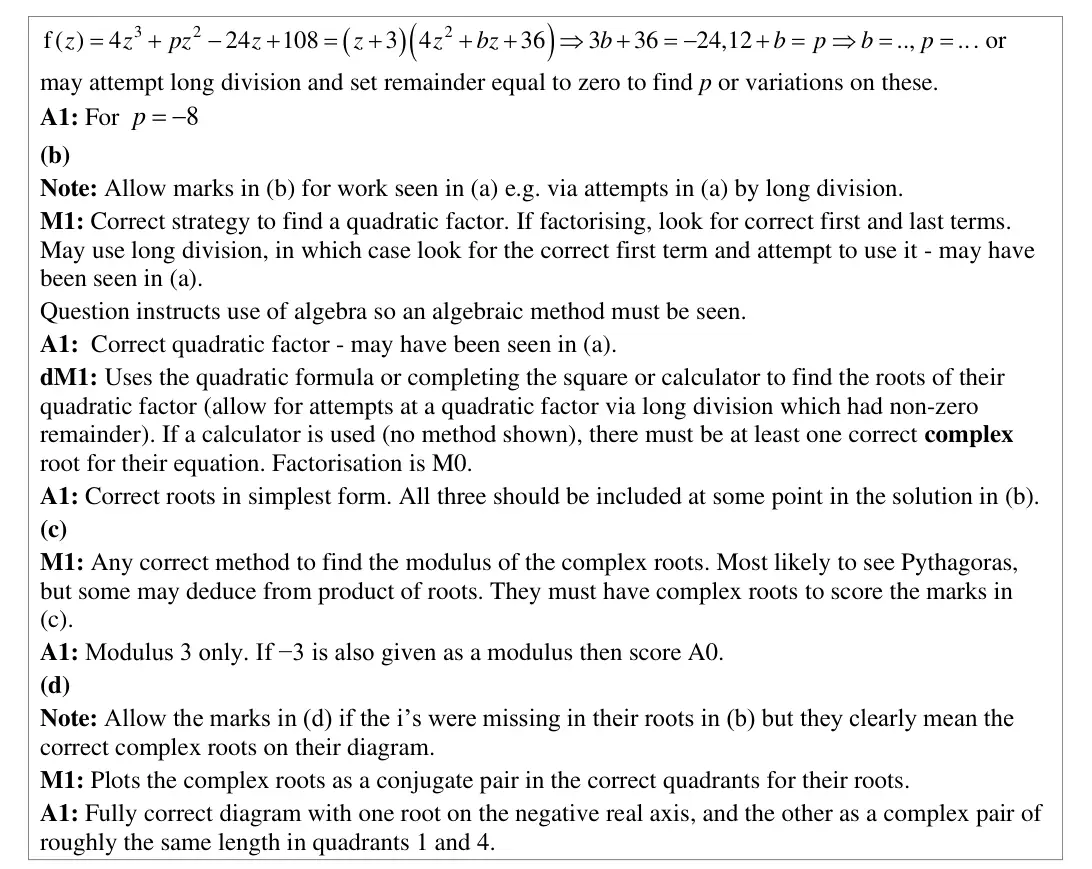 f(z) = 4z³ + pz² − 24z + 108 = (z + 3)(4z² + bz + 36) ⇒ 3b + 36 = −24, 12 + b = p ⇒ b = .., p = ... or
may attempt long division and set remainder equal to zero to find p or variations on these.
A1: For p = −8
(b)
Note: Allow marks in (b) for work seen in (a) e.g. via attempts in (a) by long division.
M1: Correct strategy to find a quadratic factor. If factorising, look for correct first and last terms.
May use long division, in which case look for the correct first term and attempt to use it - may have
been seen in (a).
Question instructs use of algebra so an algebraic method must be seen.
A1: Correct quadratic factor - may have been seen in (a).
dM1: Uses the quadratic formula or completing the square or calculator to find the roots of their
quadratic factor (allow for attempts at a quadratic factor via long division which had non-zero
remainder). If a calculator is used (no method shown), there must be at least one correct complex
root for their equation. Factorisation is M0.
A1: Correct roots in simplest form. All three should be included at some point in the solution in (b).
(c)
M1: Any correct method to find the modulus of the complex roots. Most likely to see Pythagoras,
but some may deduce from product of roots. They must have complex roots to score the marks in
(c).
A1: Modulus 3 only. If −3 is also given as a modulus then score A0.
(d)
Note: Allow the marks in (d) if the i's were missing in their roots in (b) but they clearly mean the
correct complex roots on their diagram.
M1: Plots the complex roots as a conjugate pair in the correct quadrants for their roots.
A1: Fully correct diagram with one root on the negative real axis, and the other as a complex pair of
roughly the same length in quadrants 1 and 4.